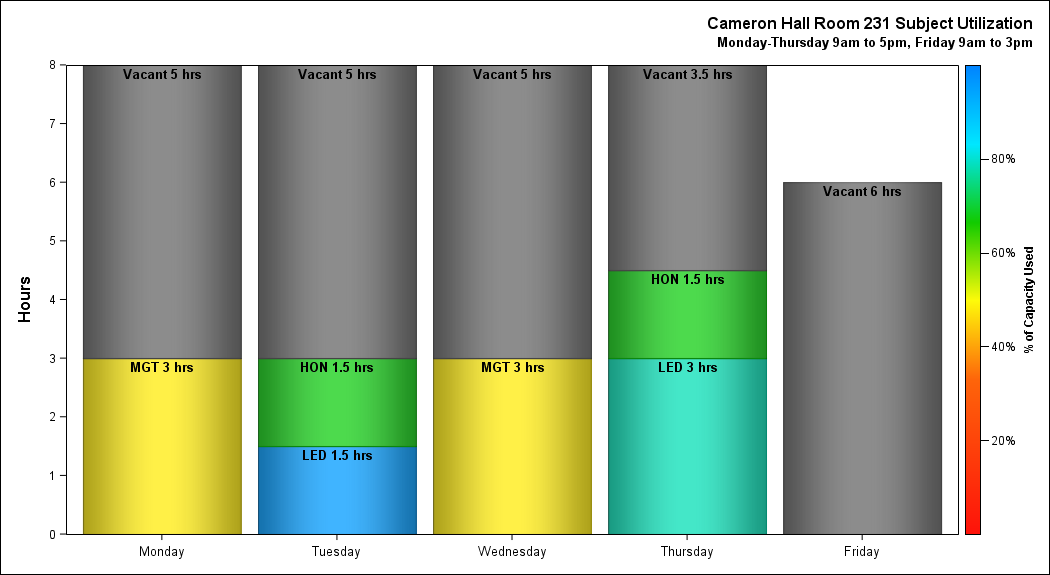 Cameron Hall Room 231 Subject Utilization
Monday-Thursday 9am to 5pm, Friday 9am to 3pm
Hours
8
7
6
5
4
3
2
1
0
Vacant 5 hrs
MGT 3 hrs
Vacant 5 hrs
HON 1.5 hrs
LED 1.5 hrs
Vacant 5 hrs
MGT 3 hrs
Vacant 3.5 hrs
HON 1.5 hrs
LED 3 hrs
Vacant 6 hrs
Monday
Tuesday
Wednesday
Thursday
Friday
80%
60%
40%
20%
% of Capacity Used